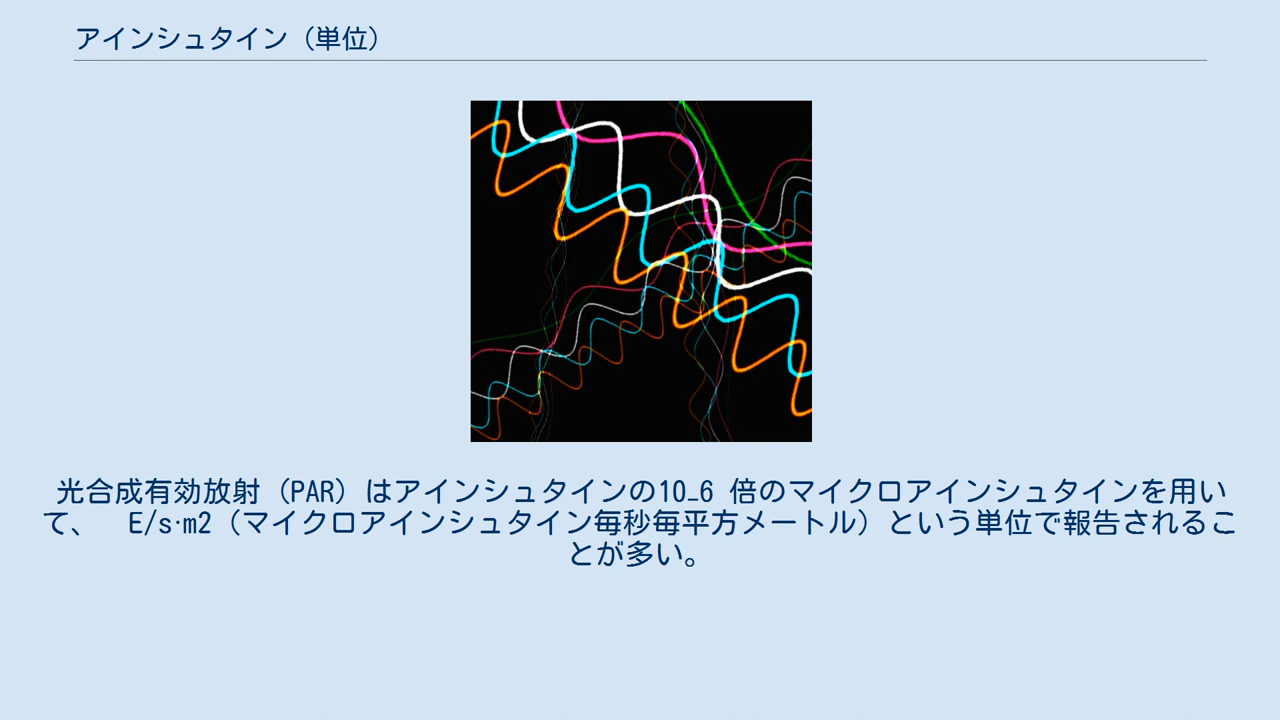 アインシュタイン（単位）
光合成有効放射（PAR）はアインシュタインの10−6 倍のマイクロアインシュタインを用い
て、　E/s·m2（マイクロアインシュタイン毎秒毎平方メートル）という単位で報告されるこ
とが多い。